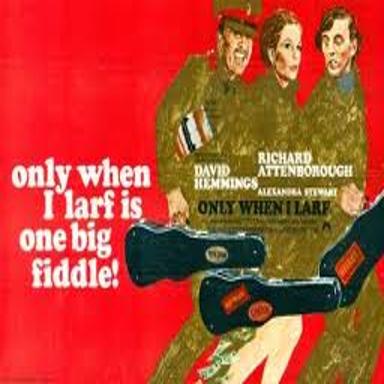 only when
I larf is
one big
fiddle!
DAVID
HEMMINGS
RICHARD
ATTENBOROUGH
ALEXANDRA STEWART
ONLY WHEN I LARF